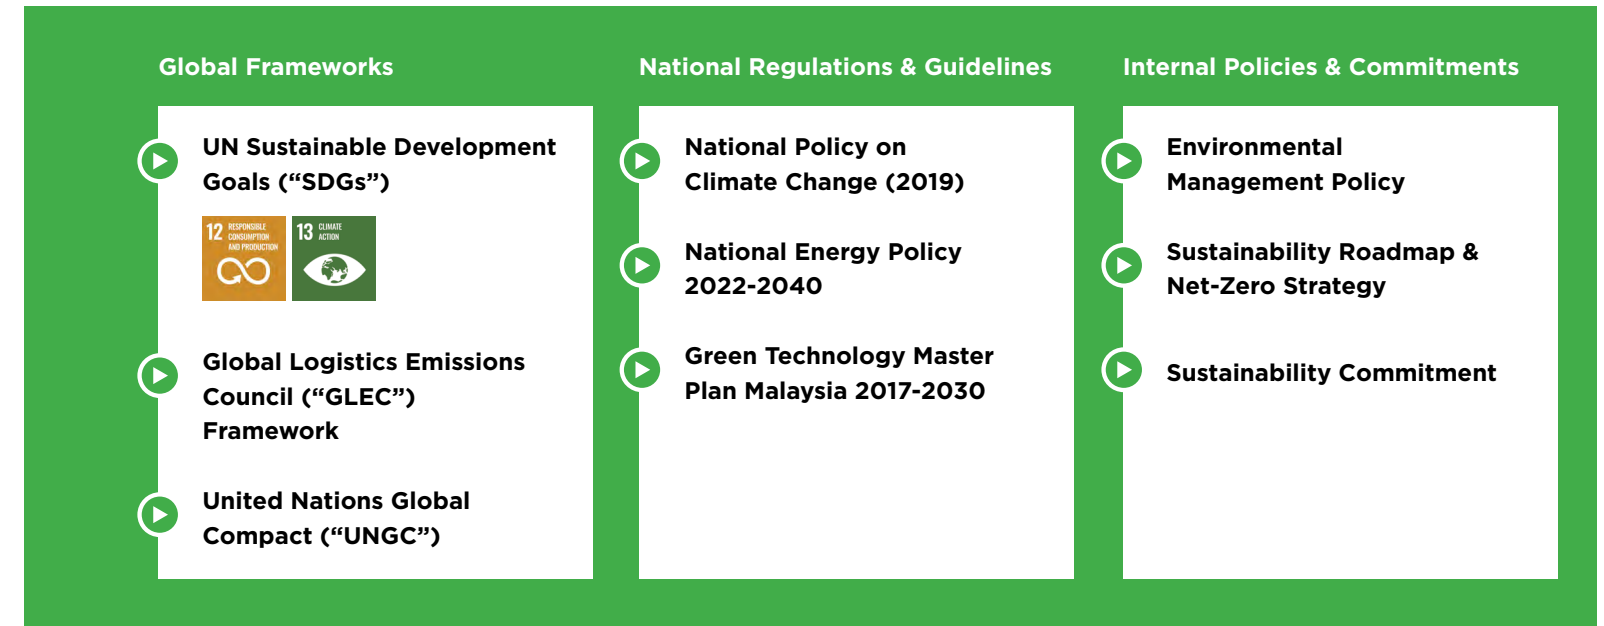 Global Frameworks
UN Sustainable Development
Goals (“SDGs”)
12 RESPONSIBLE
CONSUMPTION
AND PRODUCTION
13 CLIMATE
ACTION
Global Logistics Emissions
Council (“GLEC”)
Framework
United Nations Global
Compact (“UNGC”)
National Regulations & Guidelines
National Policy on
Climate Change (2019)
National Energy Policy
2022-2040
Green Technology Master
Plan Malaysia 2017-2030
Internal Policies & Commitments
Environmental
Management Policy
Sustainability Roadmap &
Net-Zero Strategy
Sustainability Commitment